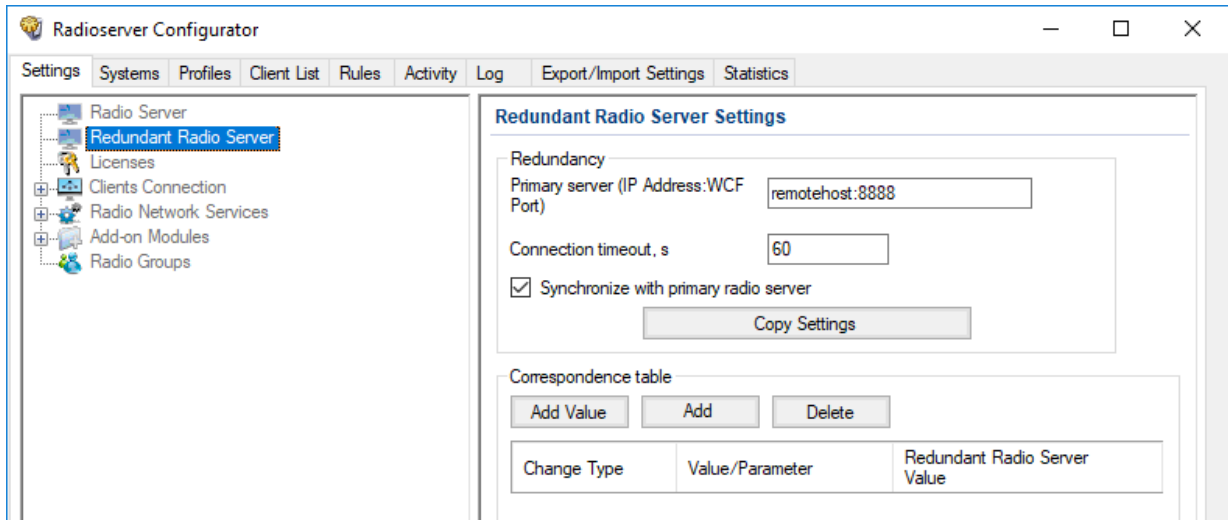 Radioserver Configurator
Settings Systems Profiles Client List Rules Activity Log Export/Import Settings Statistics
Radio Server
Redundant Radio Server
Licenses
Clients Connection
Radio Network Services
Add-on Modules
Radio Groups
Redundant Radio Server Settings
Redundancy
Primary server (IP Address:WCF
Port)
remotehost:8888
Connection timeout, s
60
Synchronize with primary radio server
Copy Settings
Correspondence table
Add Value Add Delete
Change Type Value/Parameter Redundant Radio Server
Value